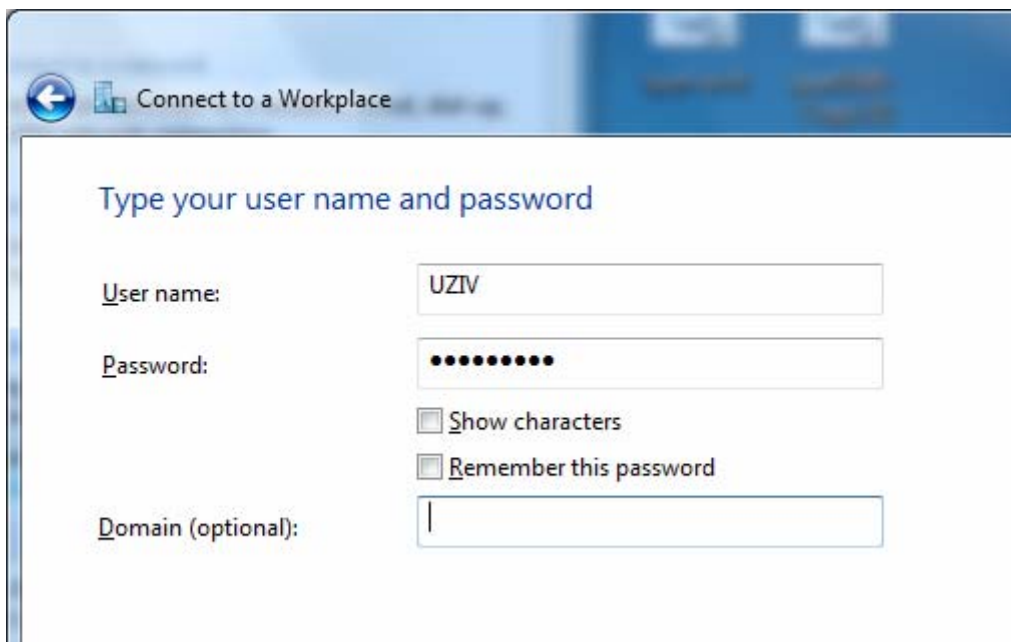 Connect to a Workplace
Type your user name and password
User name: UZIV
Password: •••••••••
Show characters
Remember this password
Domain (optional):